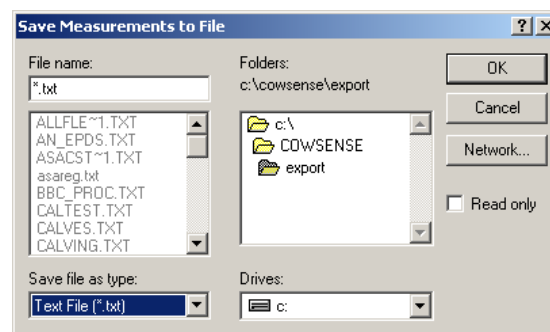 Save Measurements to File
File name:
*.txt
ALLFLE~1.TXT
AN_EPDS.TXT
ASACST~1.TXT
asareg.txt
BBC_PROC.TXT
CALTEST.TXT
CALVES.TXT
CALVING.TXT
Save file as type:
Text File (*.txt)
Folders:
c:\cowsense\export
c:\
COWSENSE
export
Drives:
c:
OK
Cancel
Network...
Read only